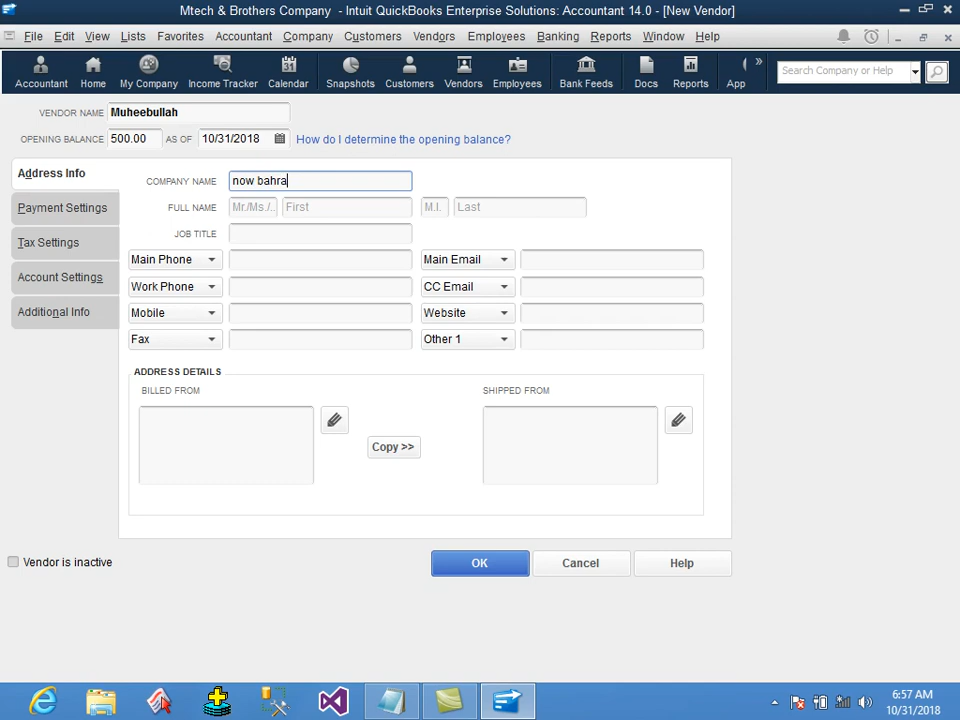 Mtech & Brothers Company - Intuit QuickBooks Enterprise Solutions: Accountant 14.0 - [New Vendor]
File Edit View Lists Favorites Accountant Company Customers Vendors Employees Banking Reports Window Help
Accountant Home My Company Income Tracker Calendar Snapshots Customers Vendors Employees Bank Feeds Docs Reports App » Search Company or Help
VENDOR NAME Muheebullah
OPENING BALANCE 500.00 AS OF 10/31/2018 How do I determine the opening balance?
Address Info
Payment Settings
Tax Settings
Account Settings
Additional Info
COMPANY NAME now bahra
FULL NAME Mr./Ms./.. First M.I. Last
JOB TITLE
Main Phone Main Email
Work Phone CC Email
Mobile Website
Fax Other 1
ADDRESS DETAILS
BILLED FROM SHIPPED FROM
Copy >>
Vendor is inactive OK Cancel Help
6:57 AM
10/31/2018